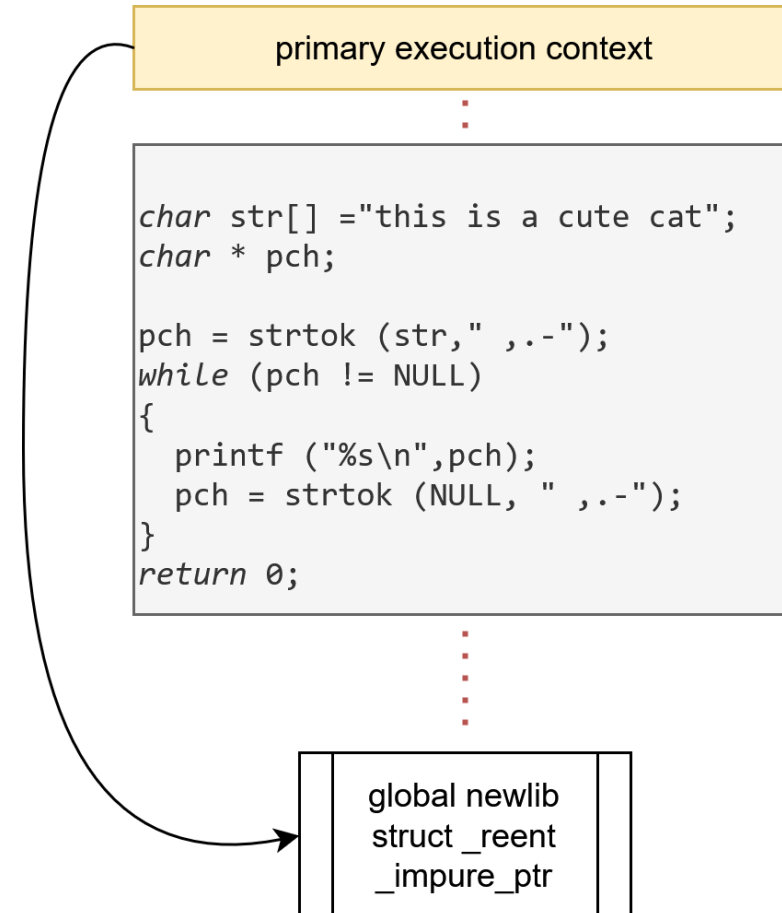 primary execution context
char str[] ="this is a cute cat";
char * pch;
pch = strtok (str," ,.-");
while (pch != NULL)
{
  printf ("%s\n",pch);
  pch = strtok (NULL, " ,.-");
}
return 0;
global newlib
struct _reent
_impure_ptr